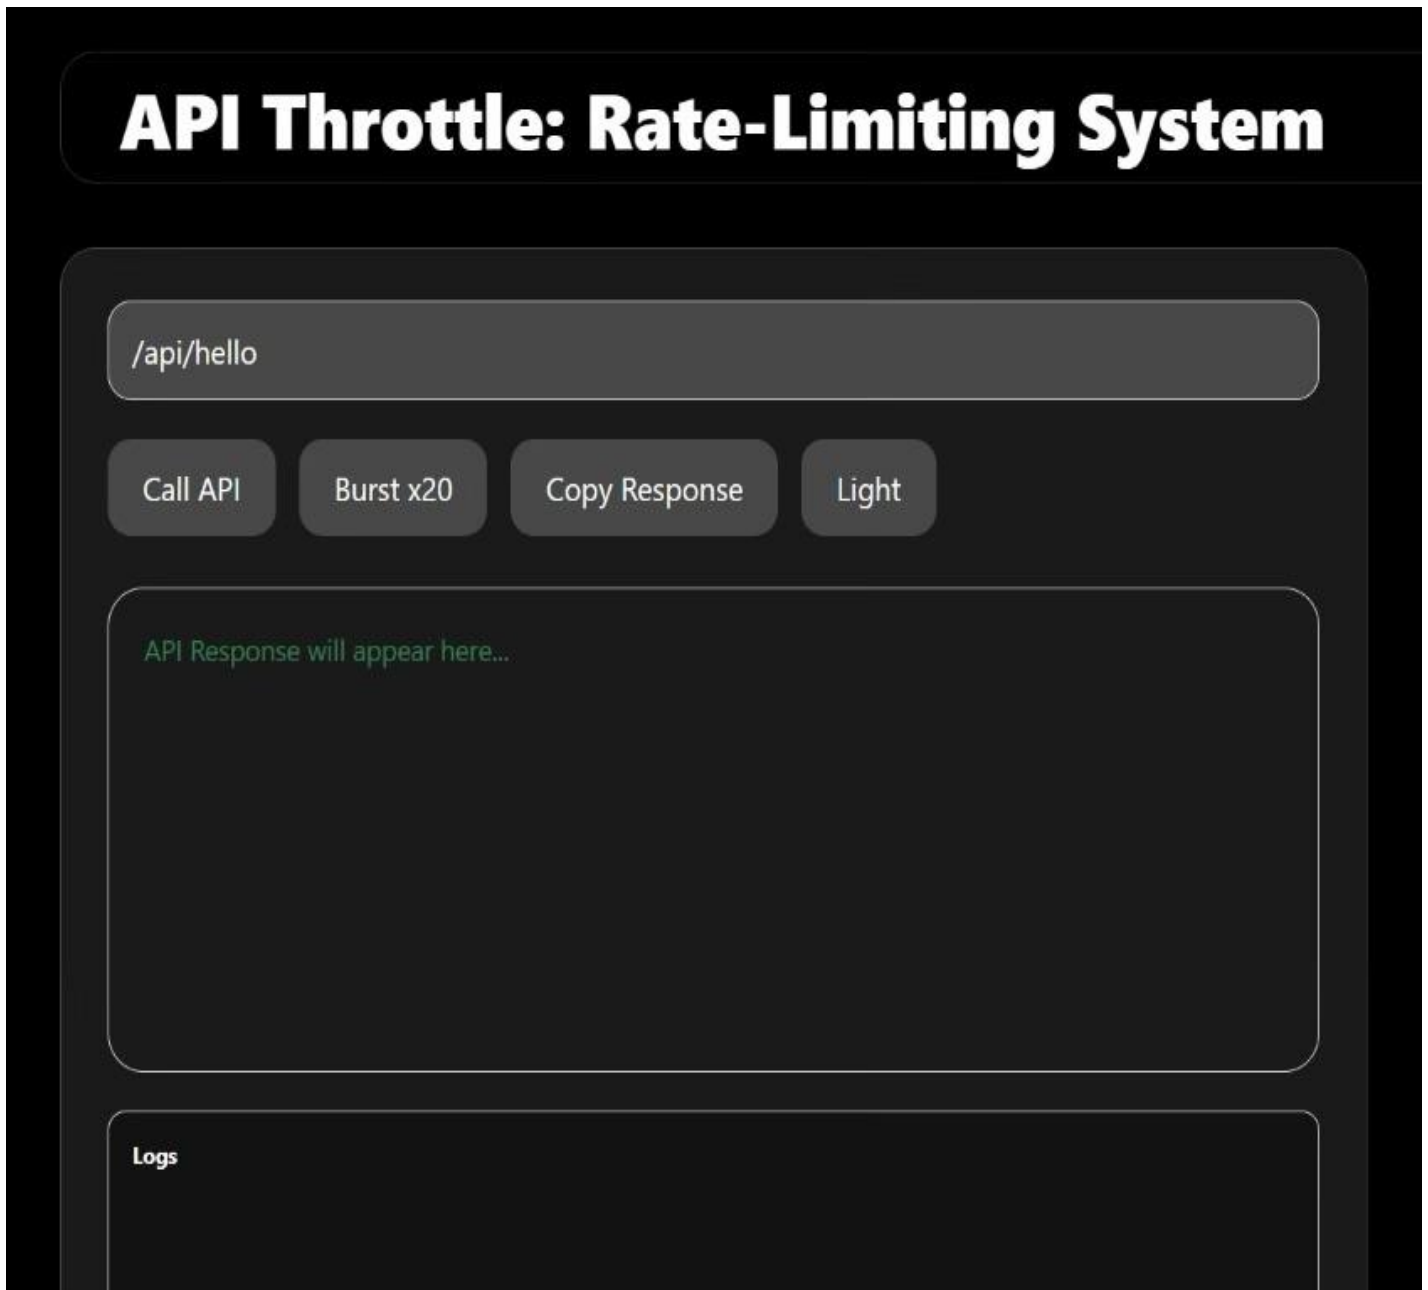 API Throttle: Rate-Limiting System
/api/hello
Call API Burst x20 Copy Response Light
API Response will appear here...
Logs